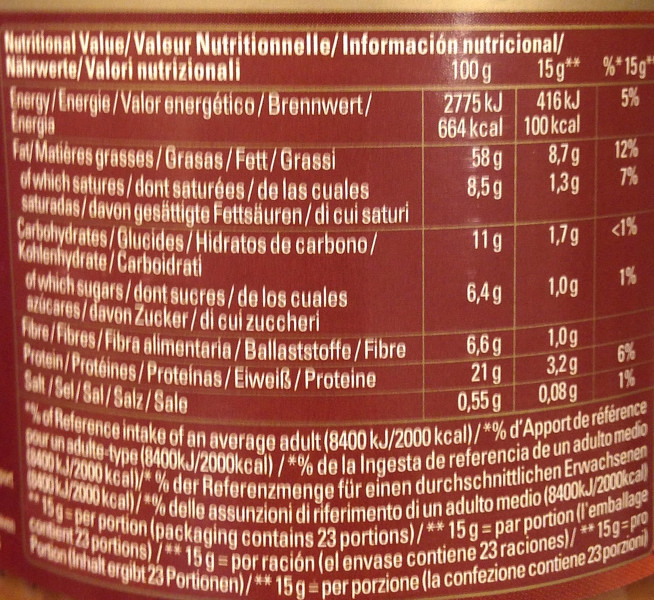 Nutritional Value/Valeur Nutritionnelle/Información nutricional/
Nährwerte/Valori nutrizionali 100 g 15 g** %* 15 g**
Energy/Energie/Valor energético/Brennwert/ 2775 kJ 416 kJ 5%
Energia 664 kcal 100 kcal
Fat/Matières grasses/Grasas/Fett/Grassi 58 g 8,7 g 12%
of which satures/dont saturées/de las cuales 8,5 g 1,3 g 7%
saturadas/davon gesättigte Fettsäuren/di cui saturi
Carbohydrates/Glucides/Hidratos de carbono/ 11 g 1,7 g <1%
Kohlenhydrate/Carboidrati
of which sugars/dont sucres/de los cuales 6,4 g 1,0 g 1%
azúcares/davon Zucker/di cui zuccheri
Fibre/Fibres/Fibra alimentaria/Ballaststoffe/Fibre 6,6 g 1,0 g
Protein/Protéines/Proteínas/Eiweiß/Proteine 21 g 3,2 g 6%
Salt/Sel/Sal/Salz/Sale 0,55 g 0,08 g 1%
*% of Reference intake of an average adult (8400 kJ/2000 kcal)/*% d'Apport de référence
pour un adulte-type (8400kJ/2000kcal)/*% de la Ingesta de referencia de un adulto medio
(8400 kJ/2000 kcal)/*% der Referenzmenge für einen durchschnittlichen Erwachsenen
(8400 kJ/2000 kcal)/*% delle assunzioni di riferimento di un adulto medio (8400kJ/2000kcal)
**15 g = per portion (packaging contains 23 portions)/** 15 g = par portion (l'emballage
contient 23 portions)/** 15 g = por ración (el envase contiene 23 raciones)/** 15 g = pro
Portion (Inhalt ergibt 23 Portionen)/** 15 g = per porzione (la confezione contiene 23 porzioni)